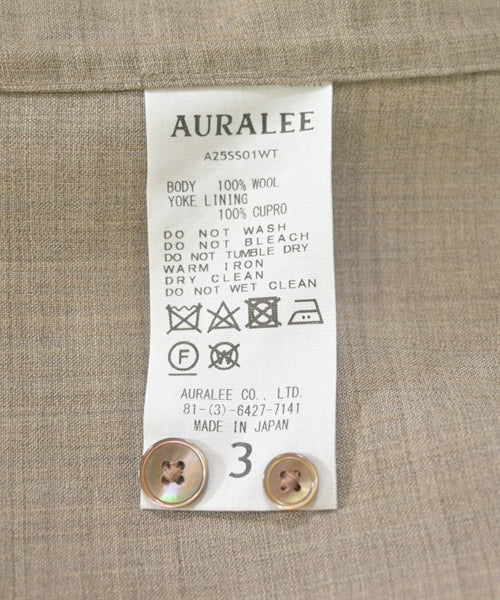 AURALEE
A25SS01WT
BODY 100% WOOL
YOKE LINING
100% CUPRO
DO NOT WASH
DO NOT BLEACH
DO NOT TUMBLE DRY
WARM IRON
DRY CLEAN
DO NOT WET CLEAN
F W
AURALEE CO., LTD.
81-(3)-6427-7141
MADE IN JAPAN
3